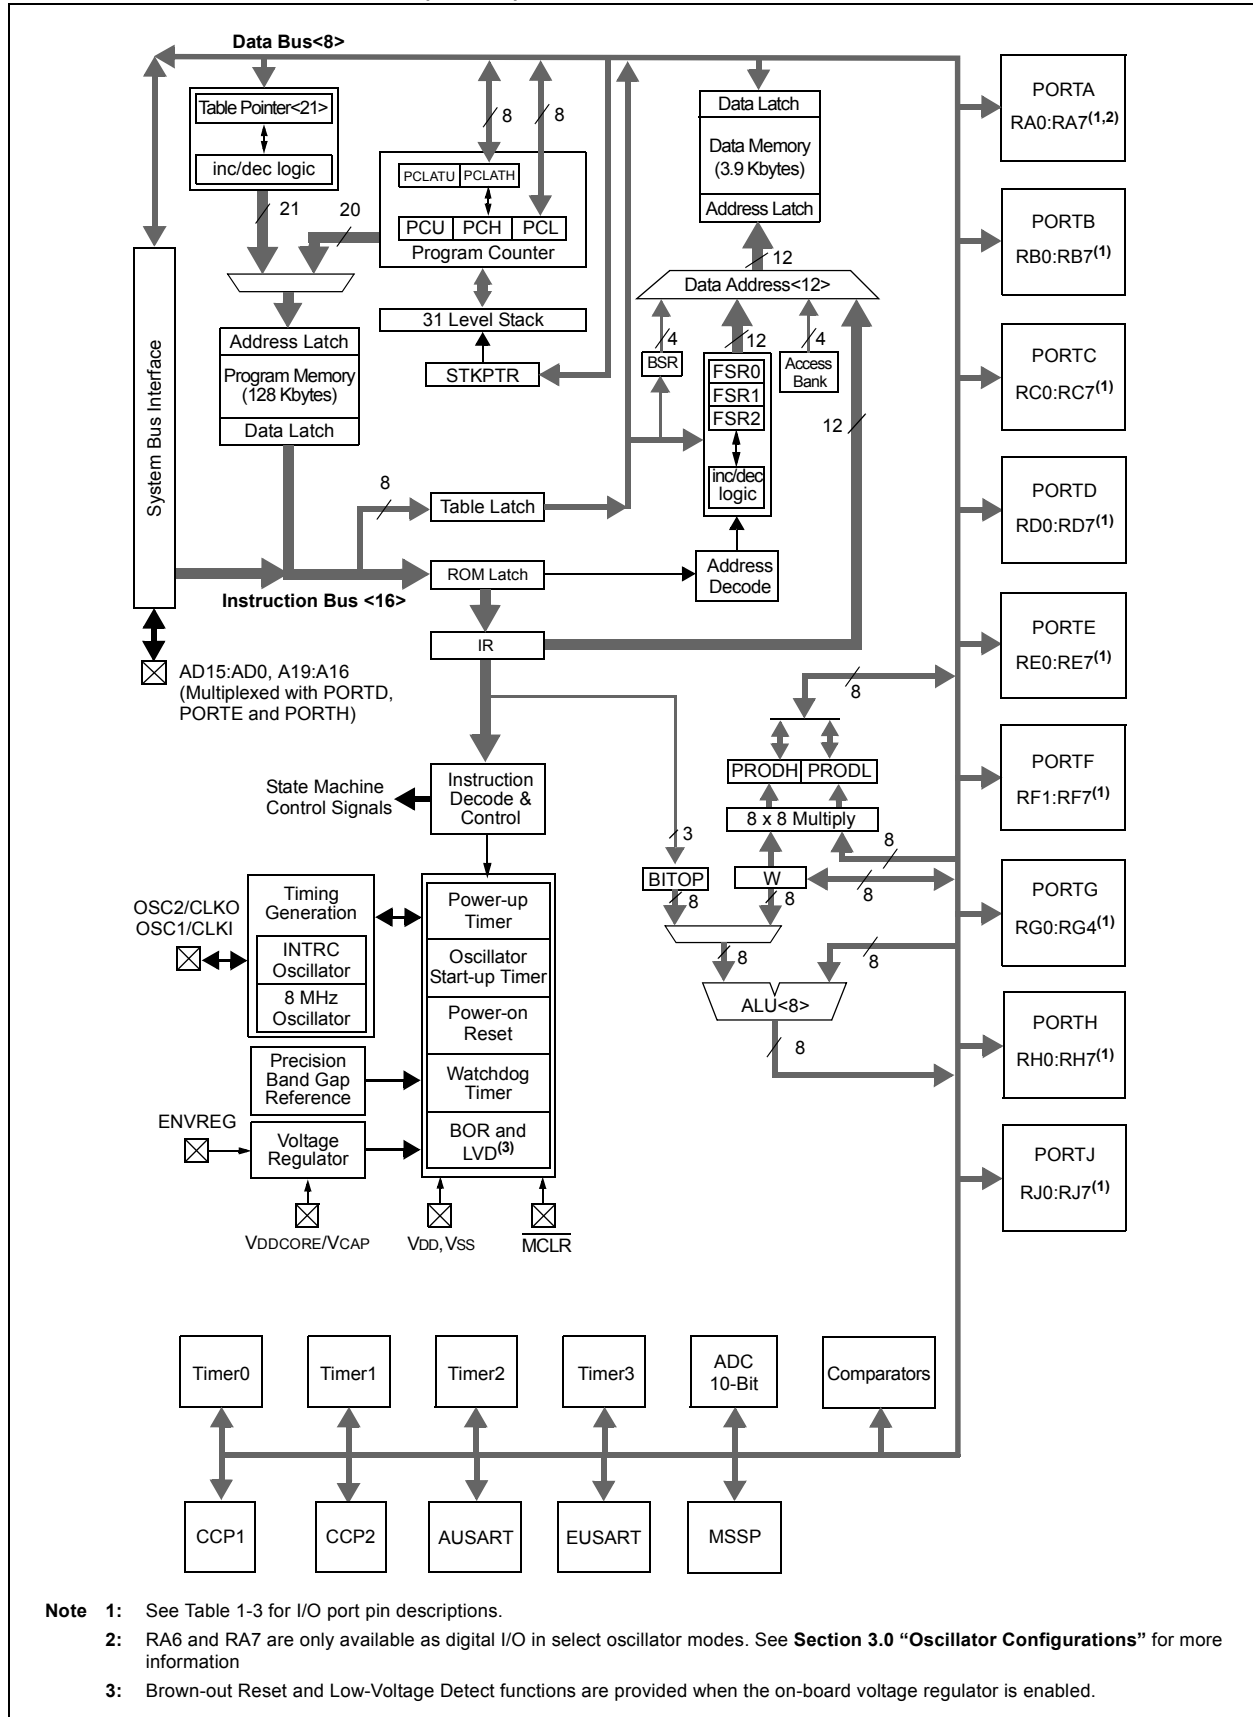 Data Bus<8>
Table Pointer<21>
inc/dec logic
21
20
8
8
PCLATU PCLATH
PCU PCH PCL
Program Counter
31 Level Stack
STKPTR
Data Latch
Data Memory
(3.9 Kbytes)
Address Latch
12
Data Address<12>
4
12
4
BSR
FSR0
FSR1
FSR2
inc/dec
logic
Access
Bank
12
Address
Decode
System Bus Interface
Address Latch
Program Memory
(128 Kbytes)
Data Latch
8
Table Latch
ROM Latch
Instruction Bus <16>
IR
AD15:AD0, A19:A16
(Multiplexed with PORTD,
PORTE and PORTH)
State Machine
Control Signals
Instruction
Decode &
Control
8
PRODH PRODL
8 x 8 Multiply
3
8
BITOP
W
8
8
8
8
8
ALU<8>
8
OSC2/CLKO
OSC1/CLKI
Timing
Generation
INTRC
Oscillator
8 MHz
Oscillator
Precision
Band Gap
Reference
ENVREG
Voltage
Regulator
Power-up
Timer
Oscillator
Start-up Timer
Power-on
Reset
Watchdog
Timer
BOR and
LVD(3)
VDDCORE/VCAP
VDD, VSS
MCLR
PORTA
RA0:RA7(1,2)
PORTB
RB0:RB7(1)
PORTC
RC0:RC7(1)
PORTD
RD0:RD7(1)
PORTE
RE0:RE7(1)
PORTF
RF1:RF7(1)
PORTG
RG0:RG4(1)
PORTH
RH0:RH7(1)
PORTJ
RJ0:RJ7(1)
Timer0
Timer1
Timer2
Timer3
ADC
10-Bit
Comparators
CCP1
CCP2
AUSART
EUSART
MSSP
Note 1: See Table 1-3 for I/O port pin descriptions.
2: RA6 and RA7 are only available as digital I/O in select oscillator modes. See Section 3.0 “Oscillator Configurations” for more
information
3: Brown-out Reset and Low-Voltage Detect functions are provided when the on-board voltage regulator is enabled.